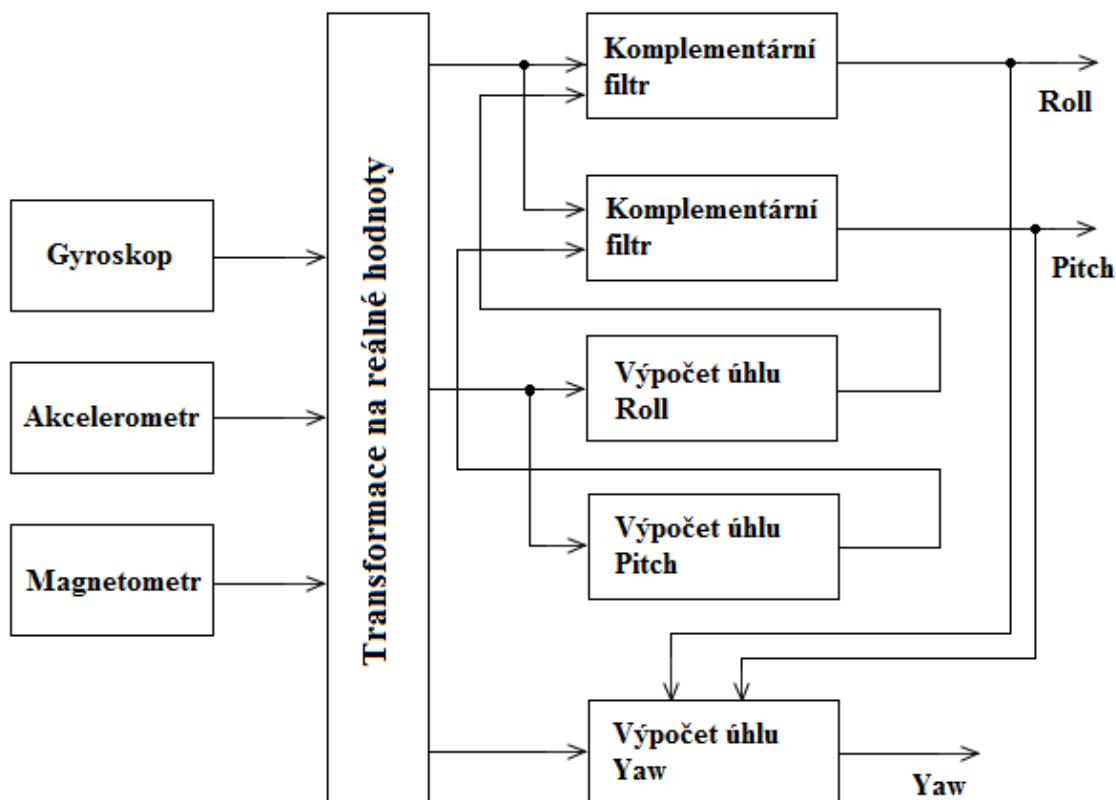 Gyroskop
Akcelerometr
Magnetometr
Transformace na reálné hodnoty
Komplementární
filtr
Komplementární
filtr
Výpočet úhlu
Roll
Výpočet úhlu
Pitch
Výpočet úhlu
Yaw
Roll
Pitch
Yaw